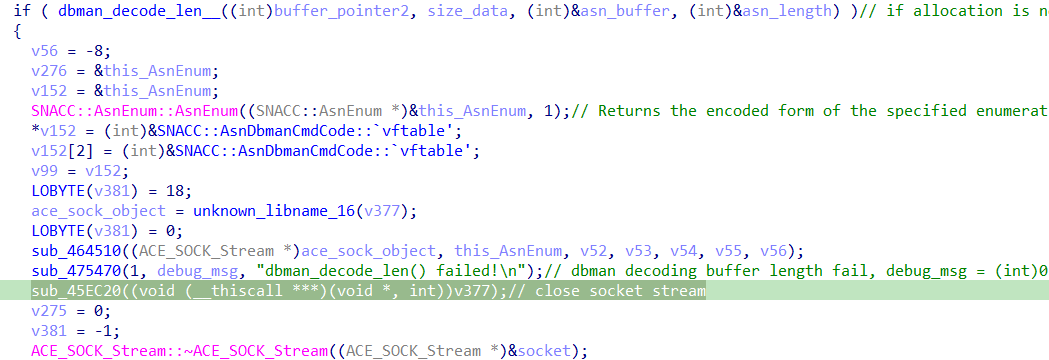 if ( dbman_decode_len__((int)buffer_pointer2, size_data, (int)&asn_buffer, (int)&asn_length) )// if allocation is n
{
v56 = -8;
v276 = &this_AsnEnum;
v152 = &this_AsnEnum;
SNACC::AsnEnum::AsnEnum((SNACC::AsnEnum *)&this_AsnEnum, 1);// Returns the encoded form of the specified enumerat
*v152 = (int)&SNACC::AsnDbmanCmdCode::`vftable';
v152[2] = (int)&SNACC::AsnDbmanCmdCode::`vftable';
v99 = v152;
LOBYTE(v381) = 18;
ace_sock_object = unknown_libname_16(v377);
LOBYTE(v381) = 0;
sub_464510((ACE_SOCK_Stream *)ace_sock_object, this_AsnEnum, v52, v53, v54, v55, v56);
sub_475470(1, debug_msg, "dbman_decode_len() failed!\n");// dbman decoding buffer length fail, debug_msg = (int)0
sub_45EC20((void (__thiscall ***)(void *, int))v377);// close socket stream
v275 = 0;
v381 = -1;
ACE_SOCK_Stream::~ACE_SOCK_Stream((ACE_SOCK_Stream *)&socket);